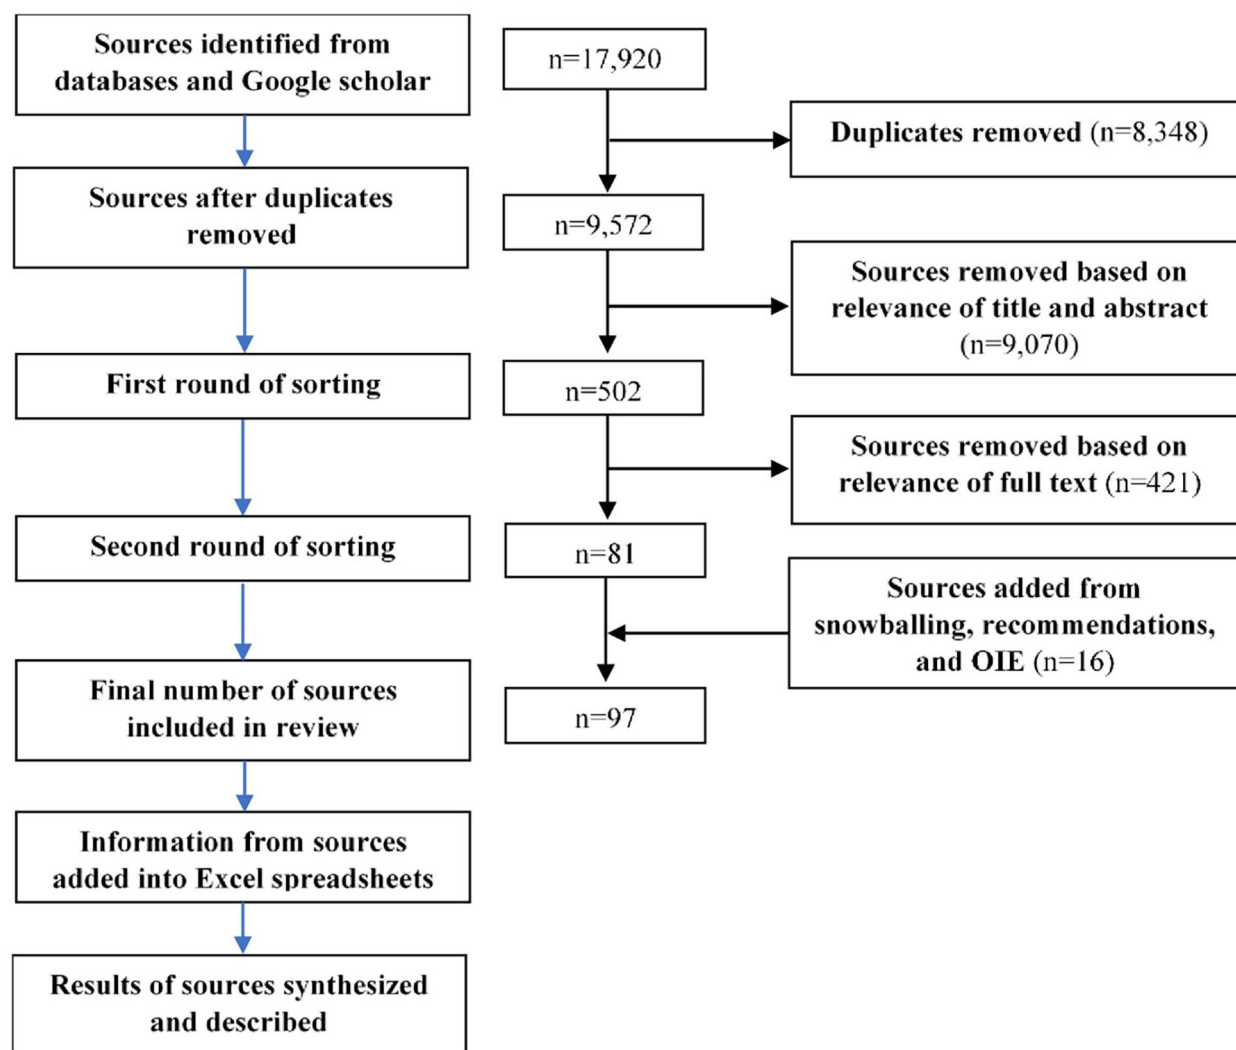 Sources identified from
databases and Google scholar
n=17,920
Duplicates removed (n=8,348)
Sources after duplicates
removed
n=9,572
Sources removed based on
relevance of title and abstract
(n=9,070)
First round of sorting
n=502
Sources removed based on
relevance of full text (n=421)
Second round of sorting
n=81
Sources added from
snowballing, recommendations,
and OIE (n=16)
Final number of sources
included in review
n=97
Information from sources
added into Excel spreadsheets
Results of sources synthesized
and described